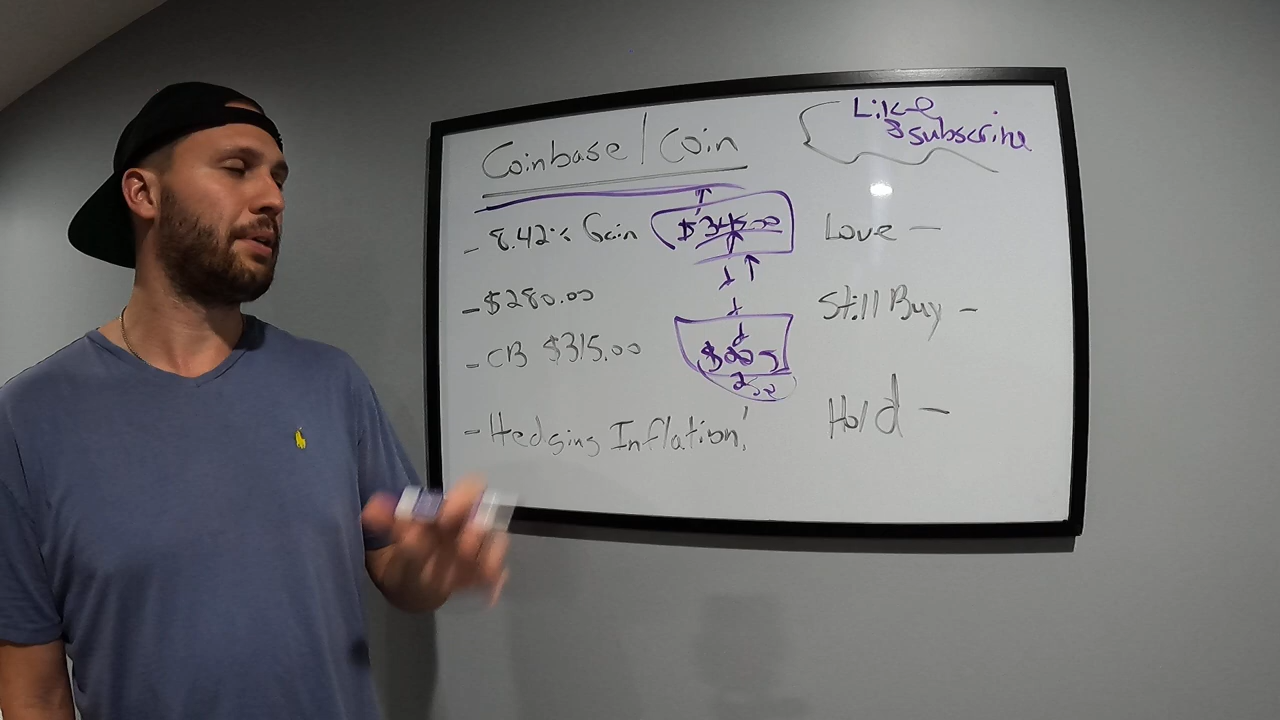 Coinbase / Coin
- 8.42% Gain
$345.00
- $280.00
- CB $315.00
- Hedging Inflation!
Like
& subscribe
Love -
Still Buy -
Hold -